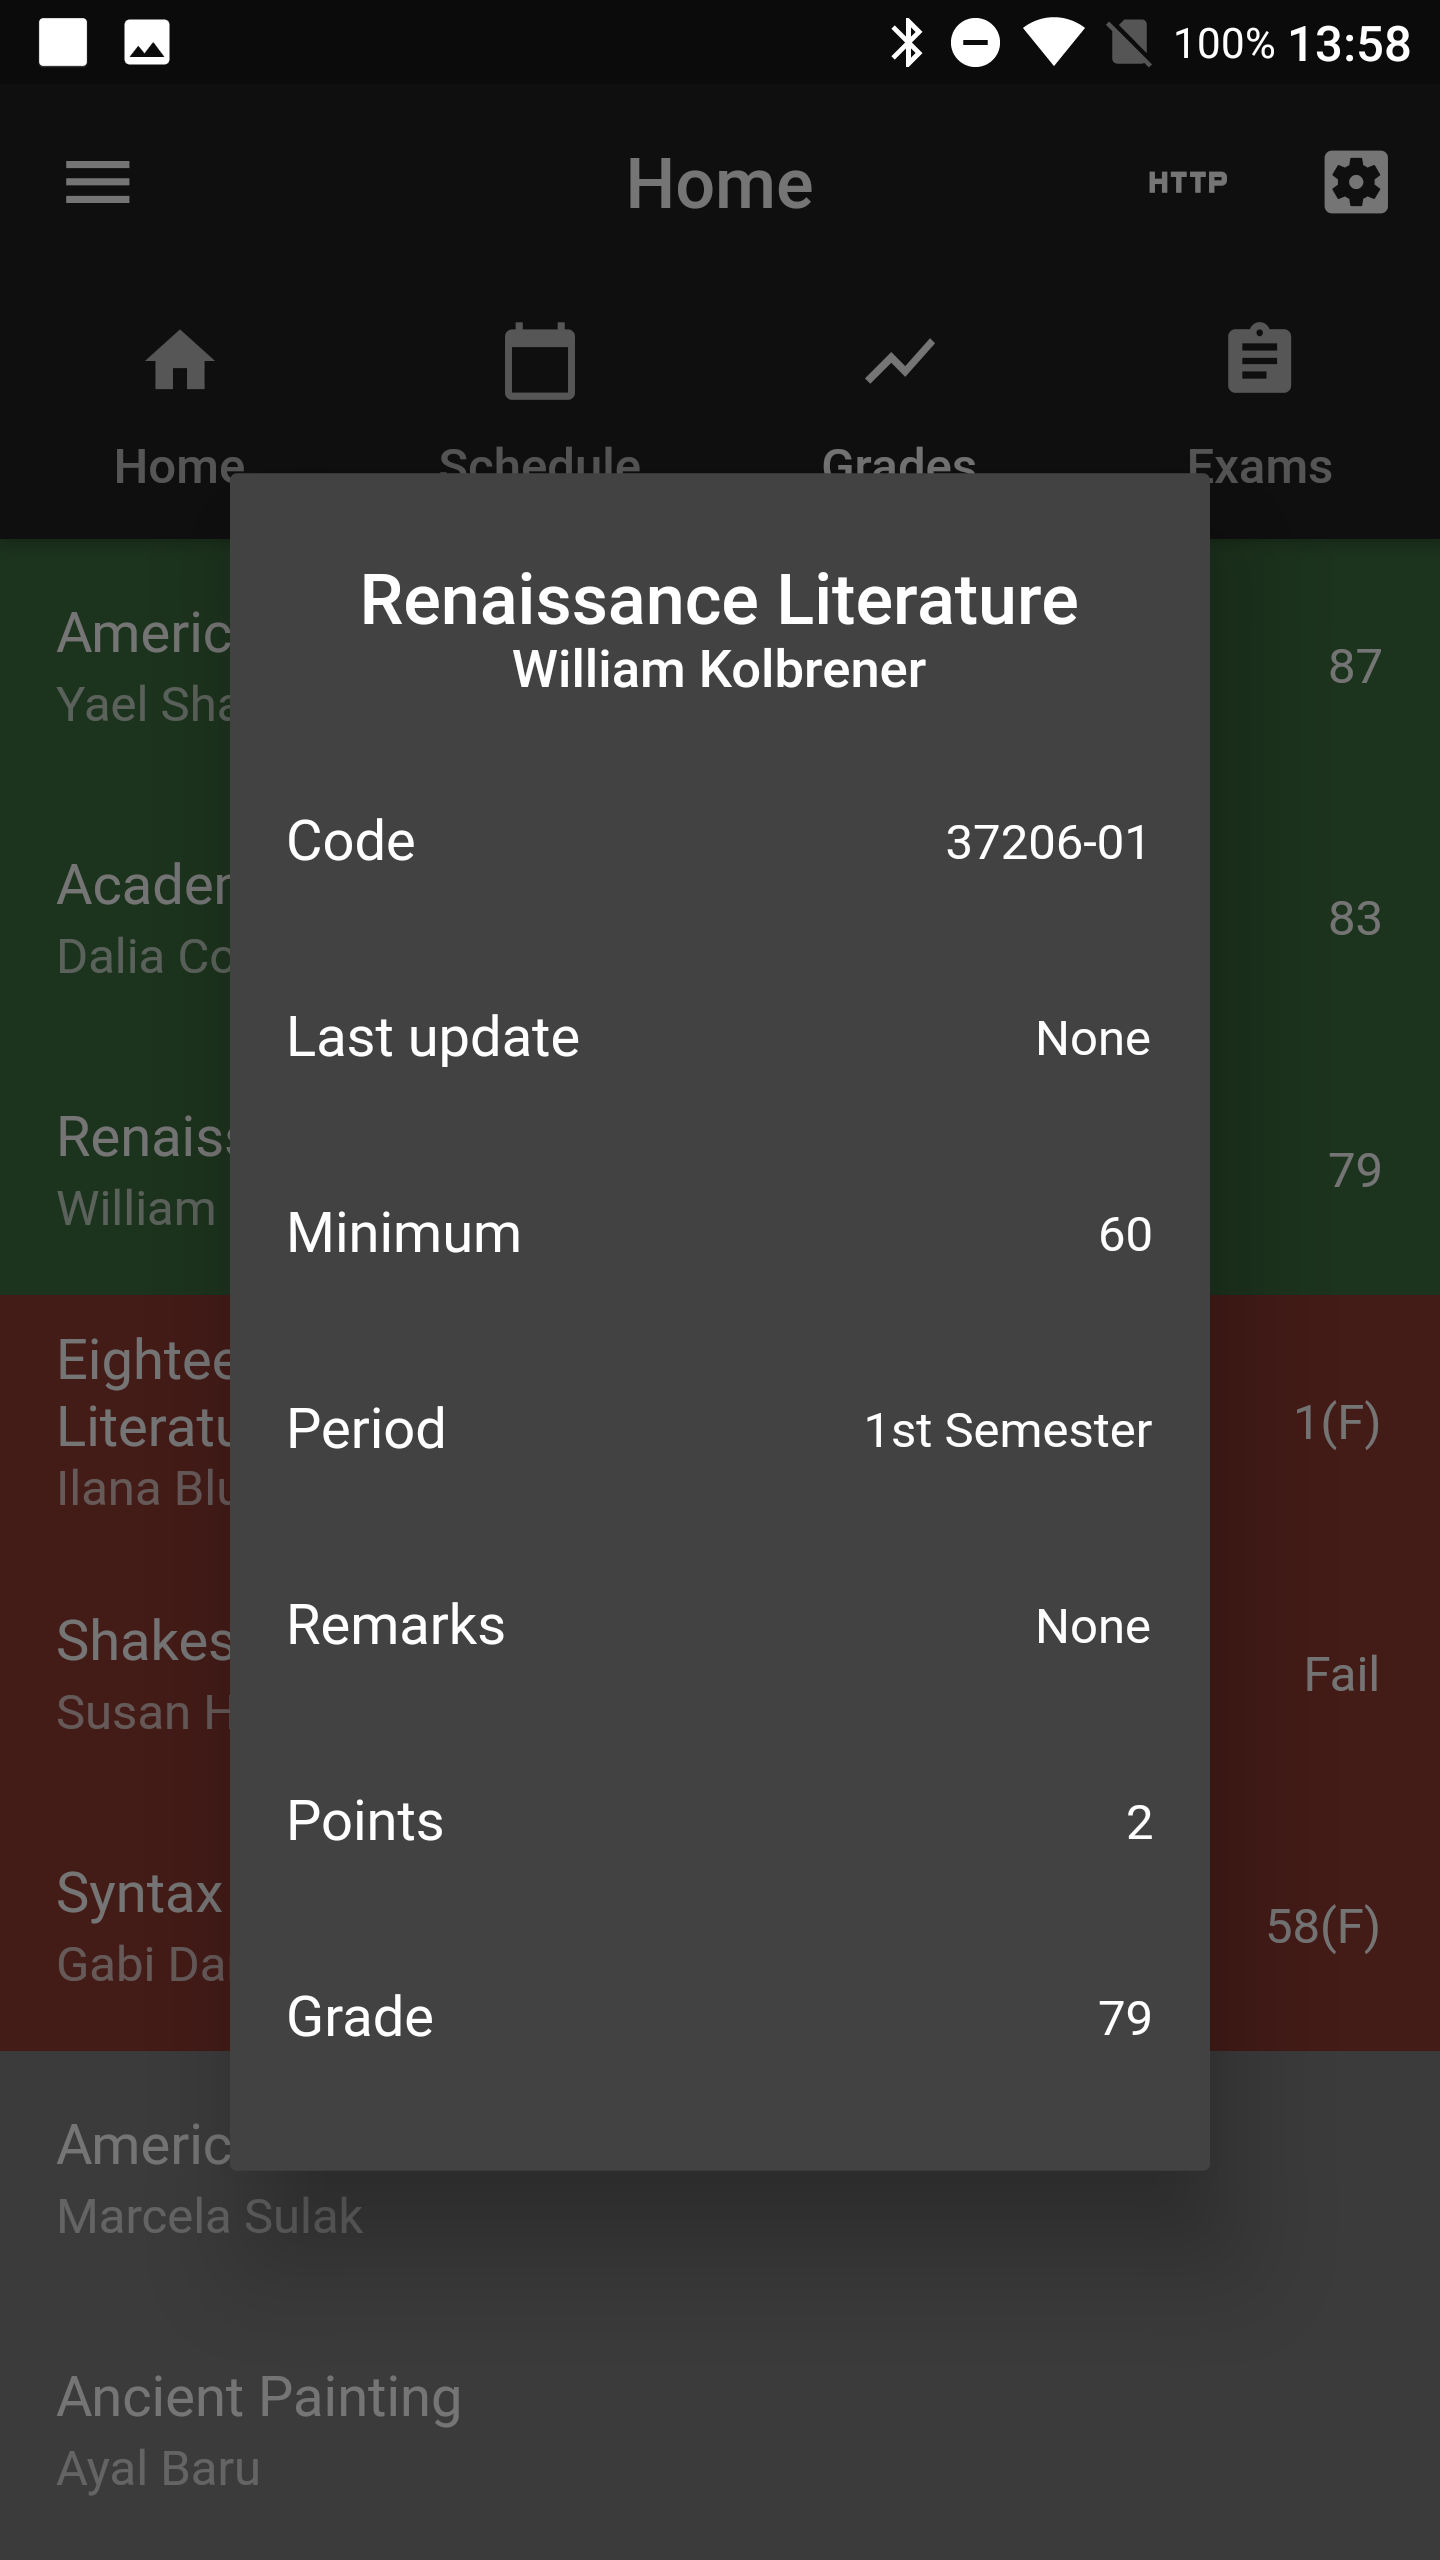 100% 13:58
Home HTTP
Home Schedule Grades Exams
Renaissance Literature
William Kolbrener
Code 37206-01
Last update None
Minimum 60
Period 1st Semester
Remarks None
Points 2
Grade 79
Americ 87
Yael Sha
Acader 83
Dalia Co
Renaiss 79
William
Eightee
Literatu 1(F)
Ilana Blu
Shakes Fail
Susan H
Syntax 58(F)
Gabi Da
Americ
Marcela Sulak
Ancient Painting
Ayal Baru